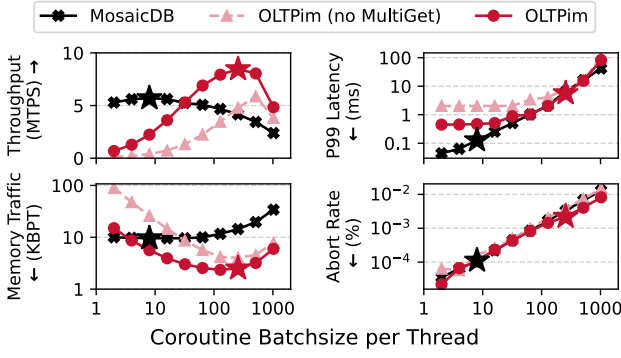 MosaicDB OLTPim (no MultiGet) OLTPim
Throughput
(MTPS) →
10
5
0
P99 Latency
← (ms)
100
10
1
0.1
Memory Traffic
← (KBPT)
100
10
1
1 10 100 1000
Abort Rate
← (%)
10⁻²
10⁻³
10⁻⁴
1 10 100 1000
Coroutine Batchsize per Thread